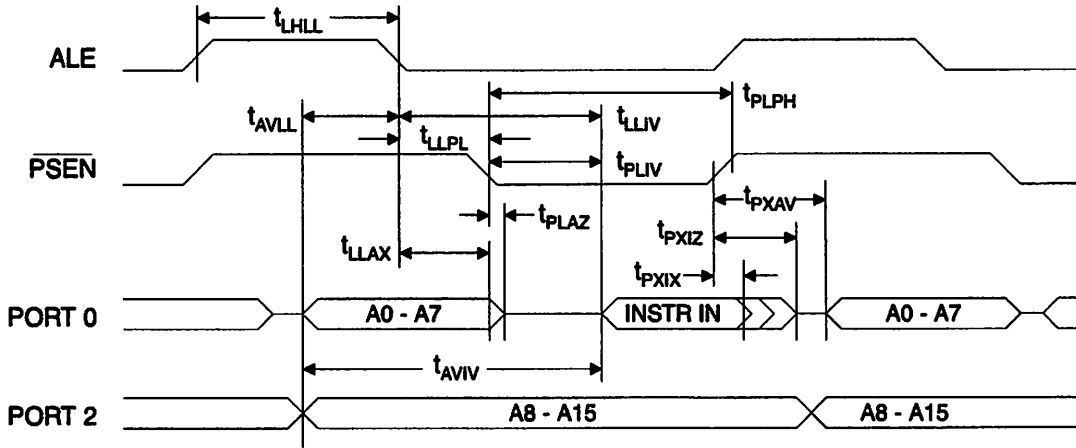 tLHLL
ALE
tPLPH
tAVLL
tLLIV
tLLPL
PSEN
tPLIV
tPXAV
tPLAZ
tPXIZ
tLLAX
tPXIX
PORT 0
A0 - A7
INSTR IN
A0 - A7
tAVIV
PORT 2
A8 - A15
A8 - A15